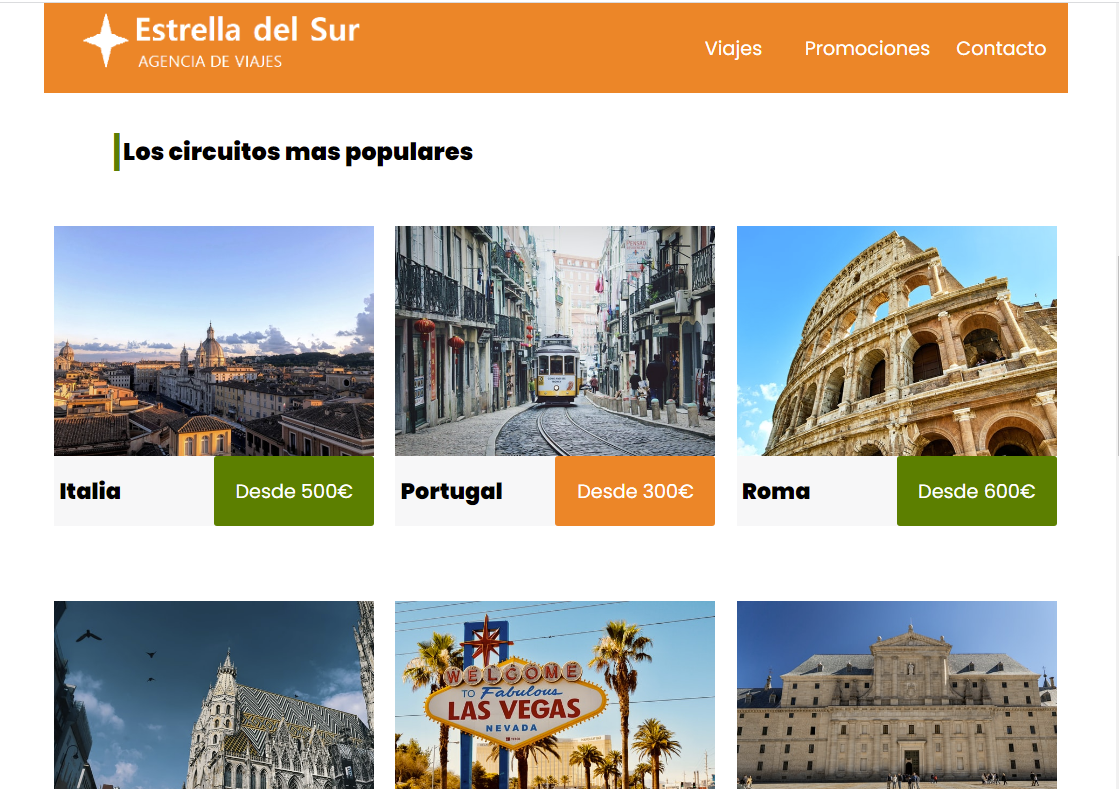 Estrella del Sur
AGENCIA DE VIAJES
Viajes Promociones Contacto
Los circuitos mas populares
Italia Desde 500€ Portugal Desde 300€ Roma Desde 600€
WELCOME
TO Fabulous
LAS VEGAS
NEVADA